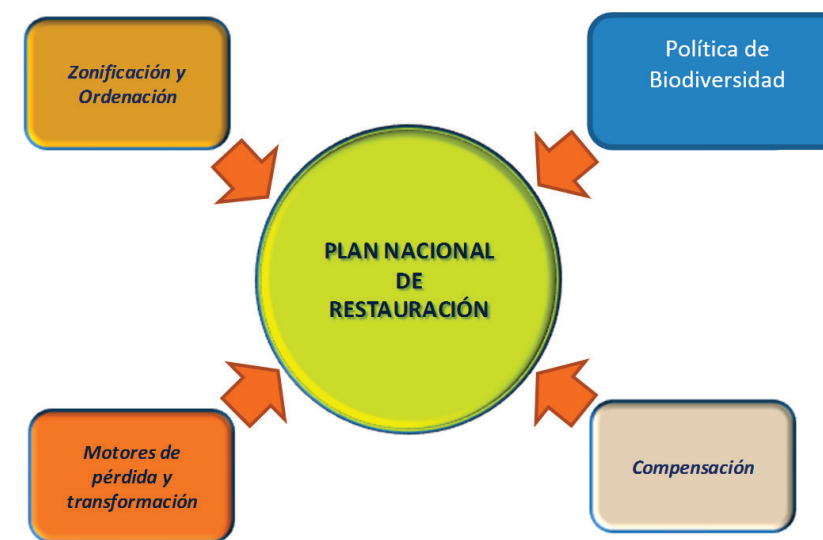 Zonificación y
Ordenación
Política de
Biodiversidad
PLAN NACIONAL
DE
RESTAURACIÓN
Motores de
pérdida y
transformación
Compensación